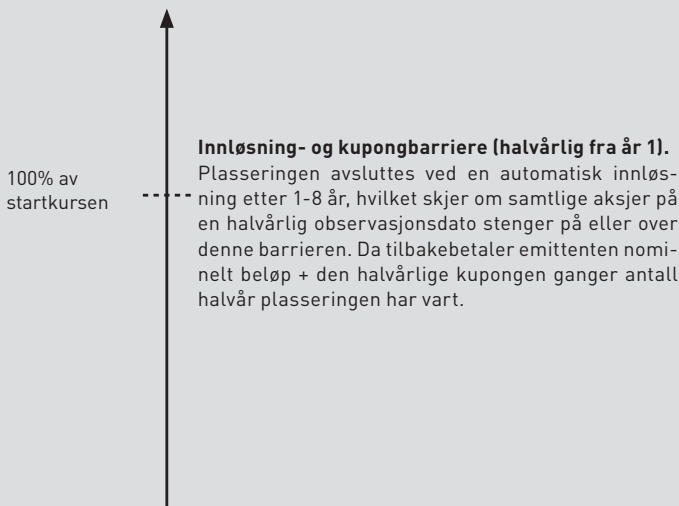 Innløsning- og kupongbarriere (halvårlig fra år 1).
100% av
startkursen
Plasseringen avsluttes ved en automatisk innløs-
ning etter 1-8 år, hvilket skjer om samtlige aksjer på
en halvårlig observasjonsdato stenger på eller over
denne barrieren. Da tilbakebetaler emittenten nomi-
nelt beløp + den halvårlige kupongen ganger antall
halvår plasseringen har vart.